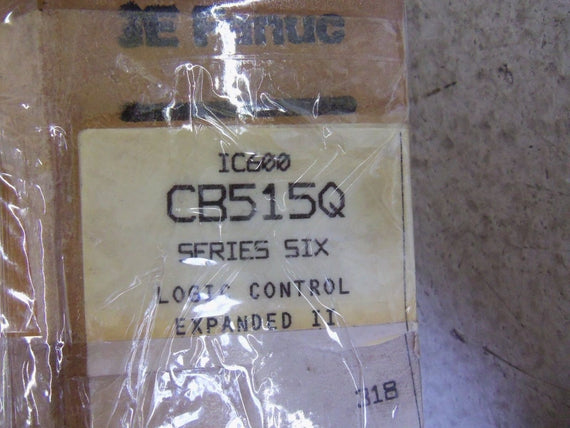 GE Fanuc
IC600
CB515Q
SERIES SIX
LOGIC CONTROL
EXPANDED II
318